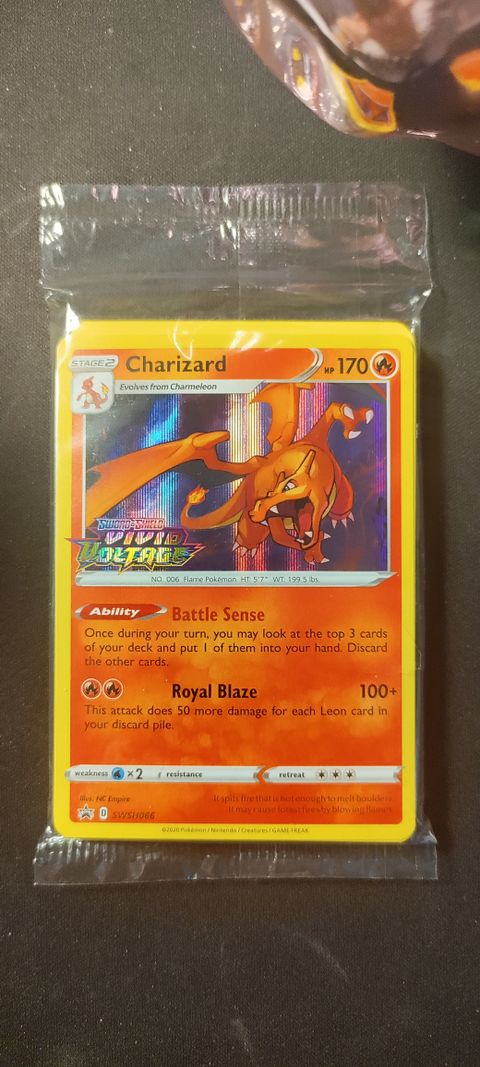 STAGE 2 Charizard HP 170
Evolves from Charmeleon
SWORD & SHIELD
VIVID
VOLTAGE
NO. 006 Flame Pokémon HT: 5'7" WT: 199.5 lbs.
Ability Battle Sense
Once during your turn, you may look at the top 3 cards
of your deck and put 1 of them into your hand. Discard
the other cards.
Royal Blaze 100+
This attack does 50 more damage for each Leon card in
your discard pile.
weakness ×2 resistance retreat
Illus. NC Empire
It spits fire that is hot enough to melt boulders.
It may cause forest fires by blowing flames.
D SWSH066
©2020 Pokémon / Nintendo / Creatures / GAME FREAK